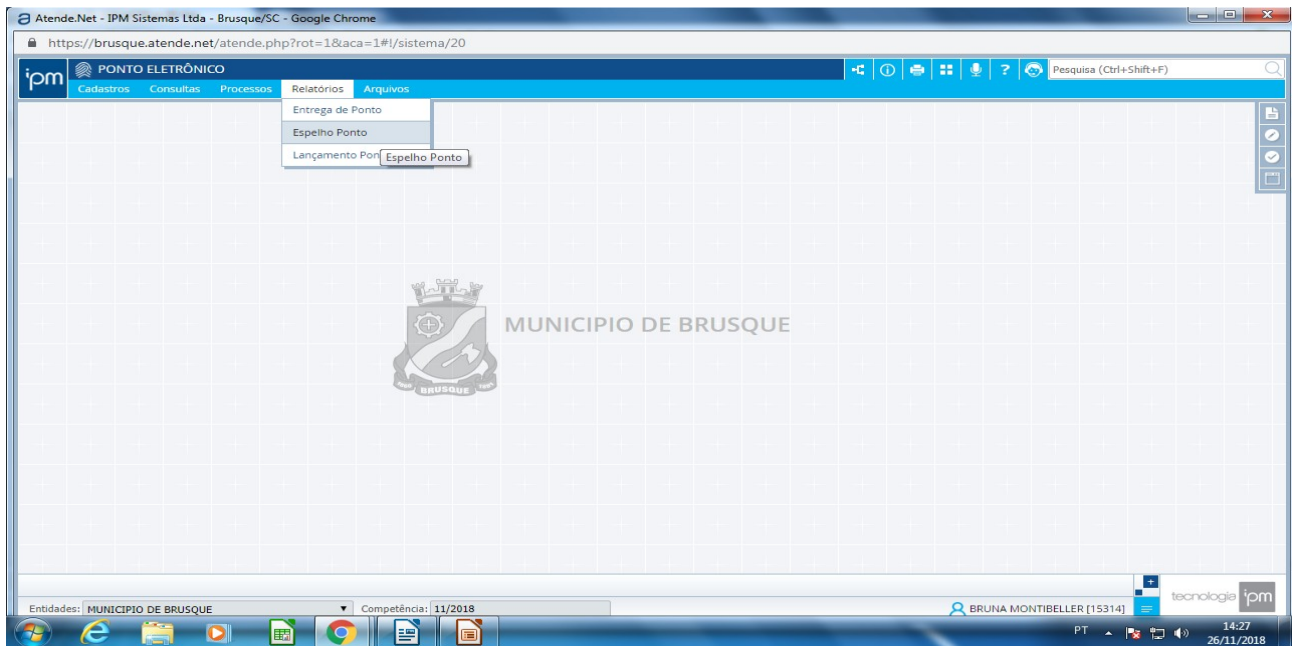 Atende.Net - IPM Sistemas Ltda - Brusque/SC - Google Chrome
https://brusque.atende.net/atende.php?rot=1&aca=1#!/sistema/20
ipm
PONTO ELETRÔNICO
?
Pesquisa (Ctrl+Shift+F)
Cadastros Consultas Processos Relatórios Arquivos
Entrega de Ponto
Espelho Ponto
Lançamento Pon
Espelho Ponto
MUNICIPIO DE BRUSQUE
BRUSQUE
Entidades: MUNICIPIO DE BRUSQUE Competência: 11/2018 BRUNA MONTIBELLER [15314]
tecnologia ipm
PT 14:27
26/11/2018